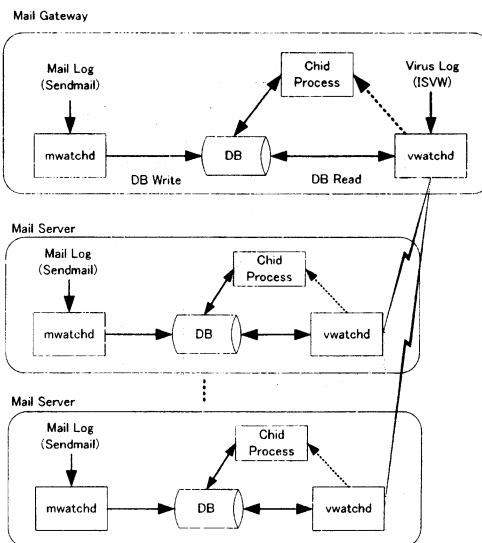 Mail Gateway
Mail Log
(Sendmail)
Chid
Process
Virus Log
(ISVW)
mwatchd
DB
vwatchd
DB Write
DB Read
Mail Server
Mail Log
(Sendmail)
Chid
Process
mwatchd
DB
vwatchd
Mail Server
Mail Log
(Sendmail)
Chid
Process
mwatchd
DB
vwatchd